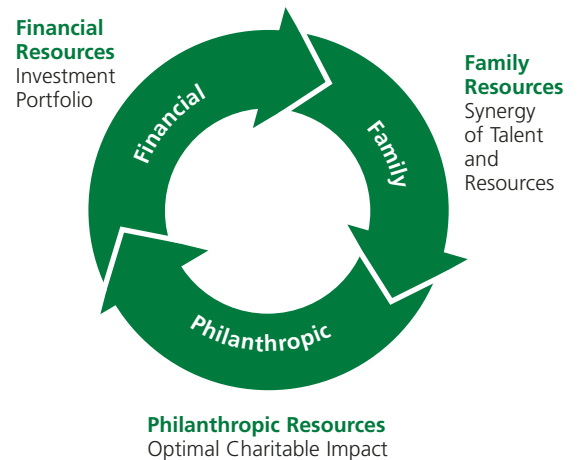 Financial
Resources
Investment
Portfolio
Financial
Family
Family
Resources
Synergy
of Talent
and
Resources
Philanthropic
Philanthropic Resources
Optimal Charitable Impact